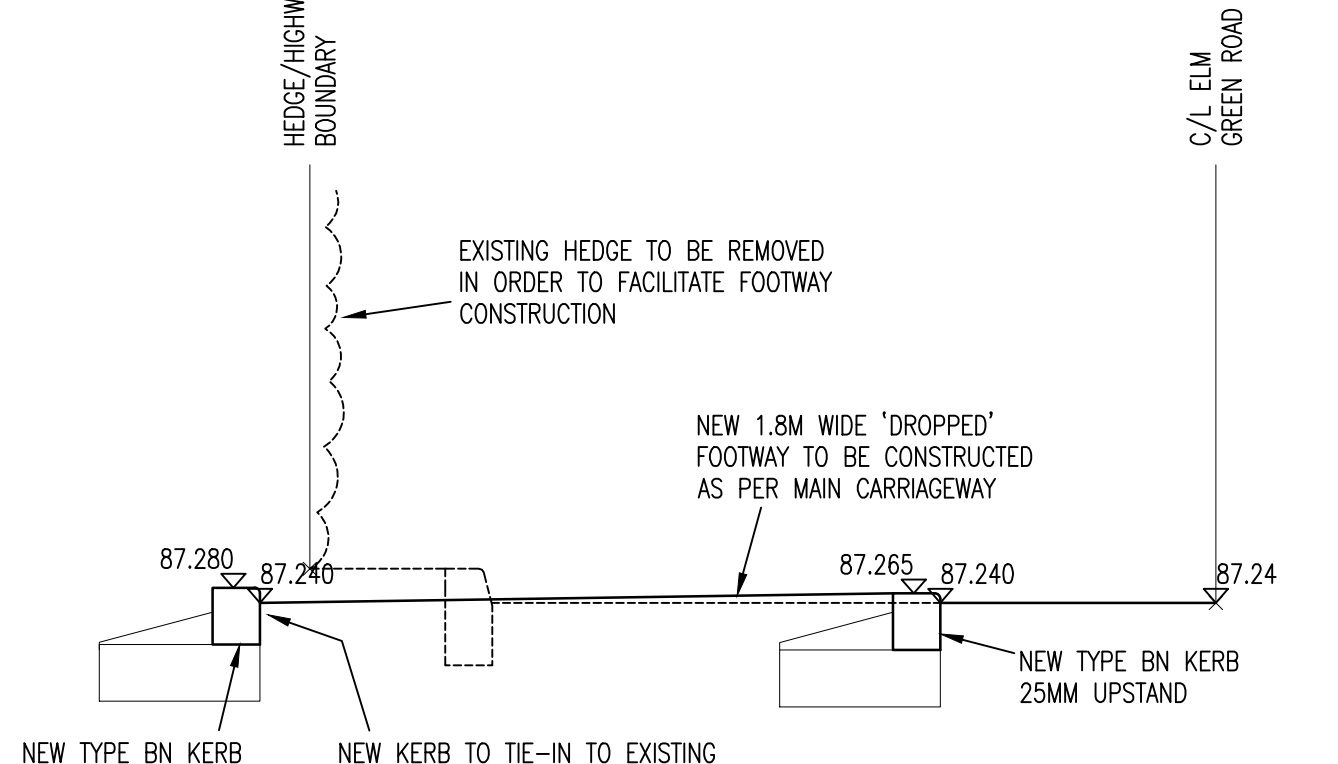 HEDGE/HIGHW
BOUNDARY
C/L ELM
GREEN ROAD
EXISTING HEDGE TO BE REMOVED
IN ORDER TO FACILITATE FOOTWAY
CONSTRUCTION
NEW 1.8M WIDE 'DROPPED'
FOOTWAY TO BE CONSTRUCTED
AS PER MAIN CARRIAGEWAY
87.280
87.240
87.265
87.240
87.24
NEW TYPE BN KERB
25MM UPSTAND
NEW TYPE BN KERB
NEW KERB TO TIE-IN TO EXISTING